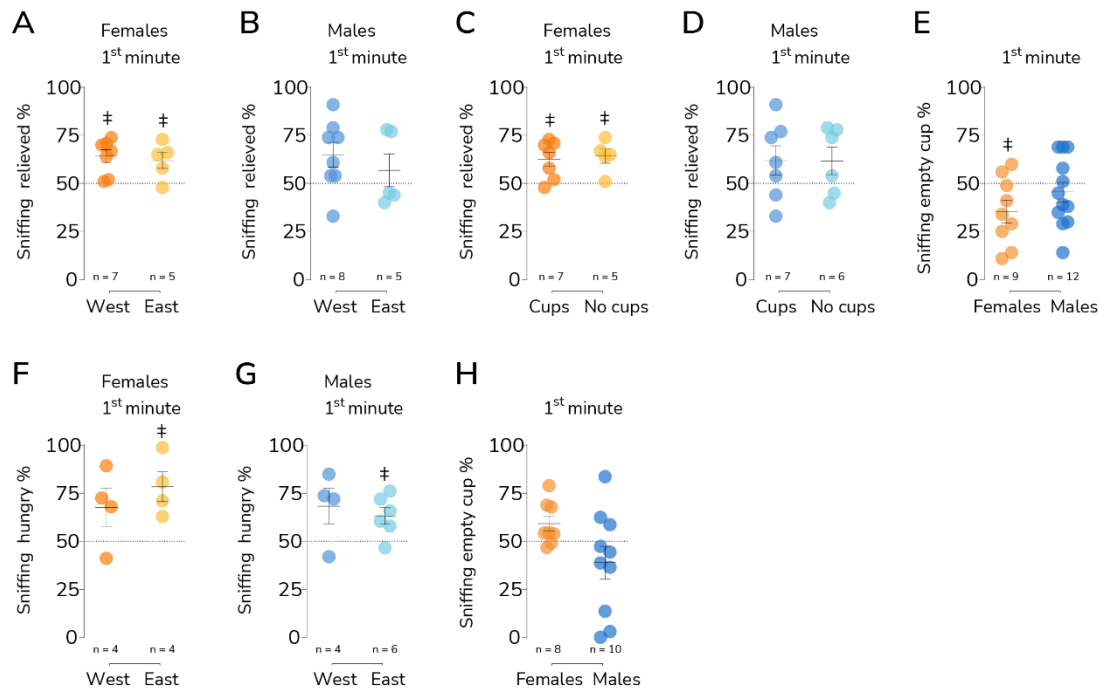 A
Females
1st minute
Sniffing relieved %
100
75
50
25
0
‡
‡
n = 7
n = 5
West
East
B
Males
1st minute
Sniffing relieved %
100
75
50
25
0
n = 8
n = 5
West
East
C
Females
1st minute
Sniffing relieved %
100
75
50
25
0
‡
‡
n = 7
n = 5
Cups
No cups
D
Males
1st minute
Sniffing relieved %
100
75
50
25
0
n = 7
n = 6
Cups
No cups
E
1st minute
Sniffing empty cup %
100
75
50
25
0
‡
n = 9
n = 12
Females
Males
F
Females
1st minute
Sniffing hungry %
100
75
50
25
0
‡
n = 4
n = 4
West
East
G
Males
1st minute
Sniffing hungry %
100
75
50
25
0
‡
n = 4
n = 6
West
East
H
1st minute
Sniffing empty cup %
100
75
50
25
0
n = 8
n = 10
Females
Males